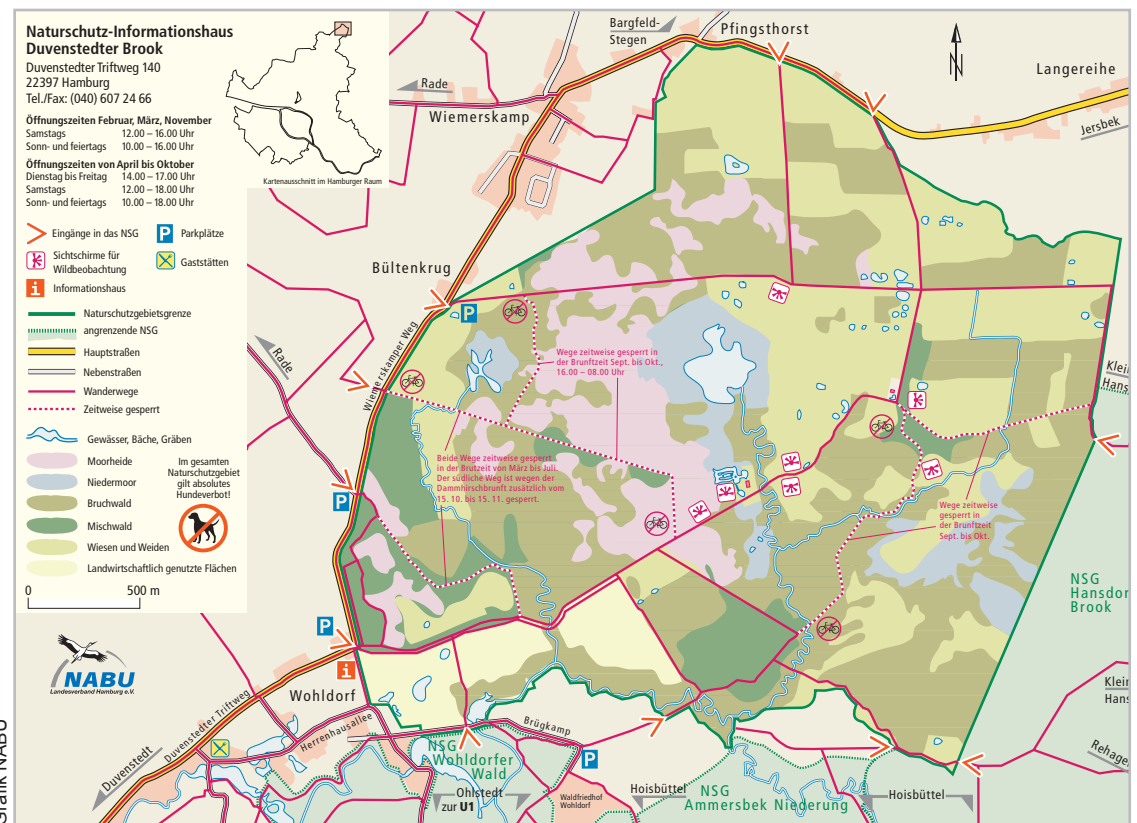 Naturschutz-Informationshaus
Duvenstedter Brook
Duvenstedter Triftweg 140
22397 Hamburg
Tel./Fax: (040) 607 24 66
Öffnungszeiten Februar, März, November
Samstags 12.00 – 16.00 Uhr
Sonn- und feiertags 10.00 – 16.00 Uhr
Öffnungszeiten von April bis Oktober
Dienstag bis Freitag 14.00 – 17.00 Uhr
Samstags 12.00 – 18.00 Uhr
Sonn- und feiertags 10.00 – 18.00 Uhr
Kartenausschnitt im Hamburger Raum
Eingänge in das NSG
P Parkplätze
Sichtschirme für
Wildbeobachtung
Gaststätten
i Informationshaus
Naturschutzgebietsgrenze
angrenzende NSG
Hauptstraßen
Nebenstraßen
Wanderwege
Zeitweise gesperrt
Gewässer, Bäche, Gräben
Moorheide
Niedermoor
Bruchwald
Mischwald
Wiesen und Weiden
Landwirtschaftlich genutzte Flächen
Im gesamten
Naturschutzgebiet
gilt absolutes
Hundeverbot!
0 500 m
NABU
Landesverband Hamburg e.V.
Grafik NABU
Bargfeld-
Stegen
Pfingsthorst
N
Langereihe
Jersbek
Rade
Wiemerskamp
Bültenkrug
P
Wiemerskamper Weg
Rade
Wege zeitweise gesperrt in
der Brunftzeit Sept. bis Okt.,
16.00 – 08.00 Uhr
Beide Wege zeitweise gesperrt
in der Brutzeit von März bis Juli.
Der südliche Weg ist wegen der
Dammhirschbrunft zusätzlich vom
15. 10. bis 15. 11. gesperrt.
Wege zeitweise
gesperrt in
der Brunftzeit
Sept. bis Okt.
Klei
Hans
P
P
i
NSG
Hansdor
Brook
Wohldorf
Duvenstedter Triftweg
Herrenhausallee
Duvenstedt
Brügkamp
P
NSG
Wohldorfer
Wald
Ohlstedt
zur U1
Waldfriedhof
Wohldorf
Hoisbüttel
NSG
Ammersbek Niederung
Hoisbüttel
Klei
Hans
Rehage